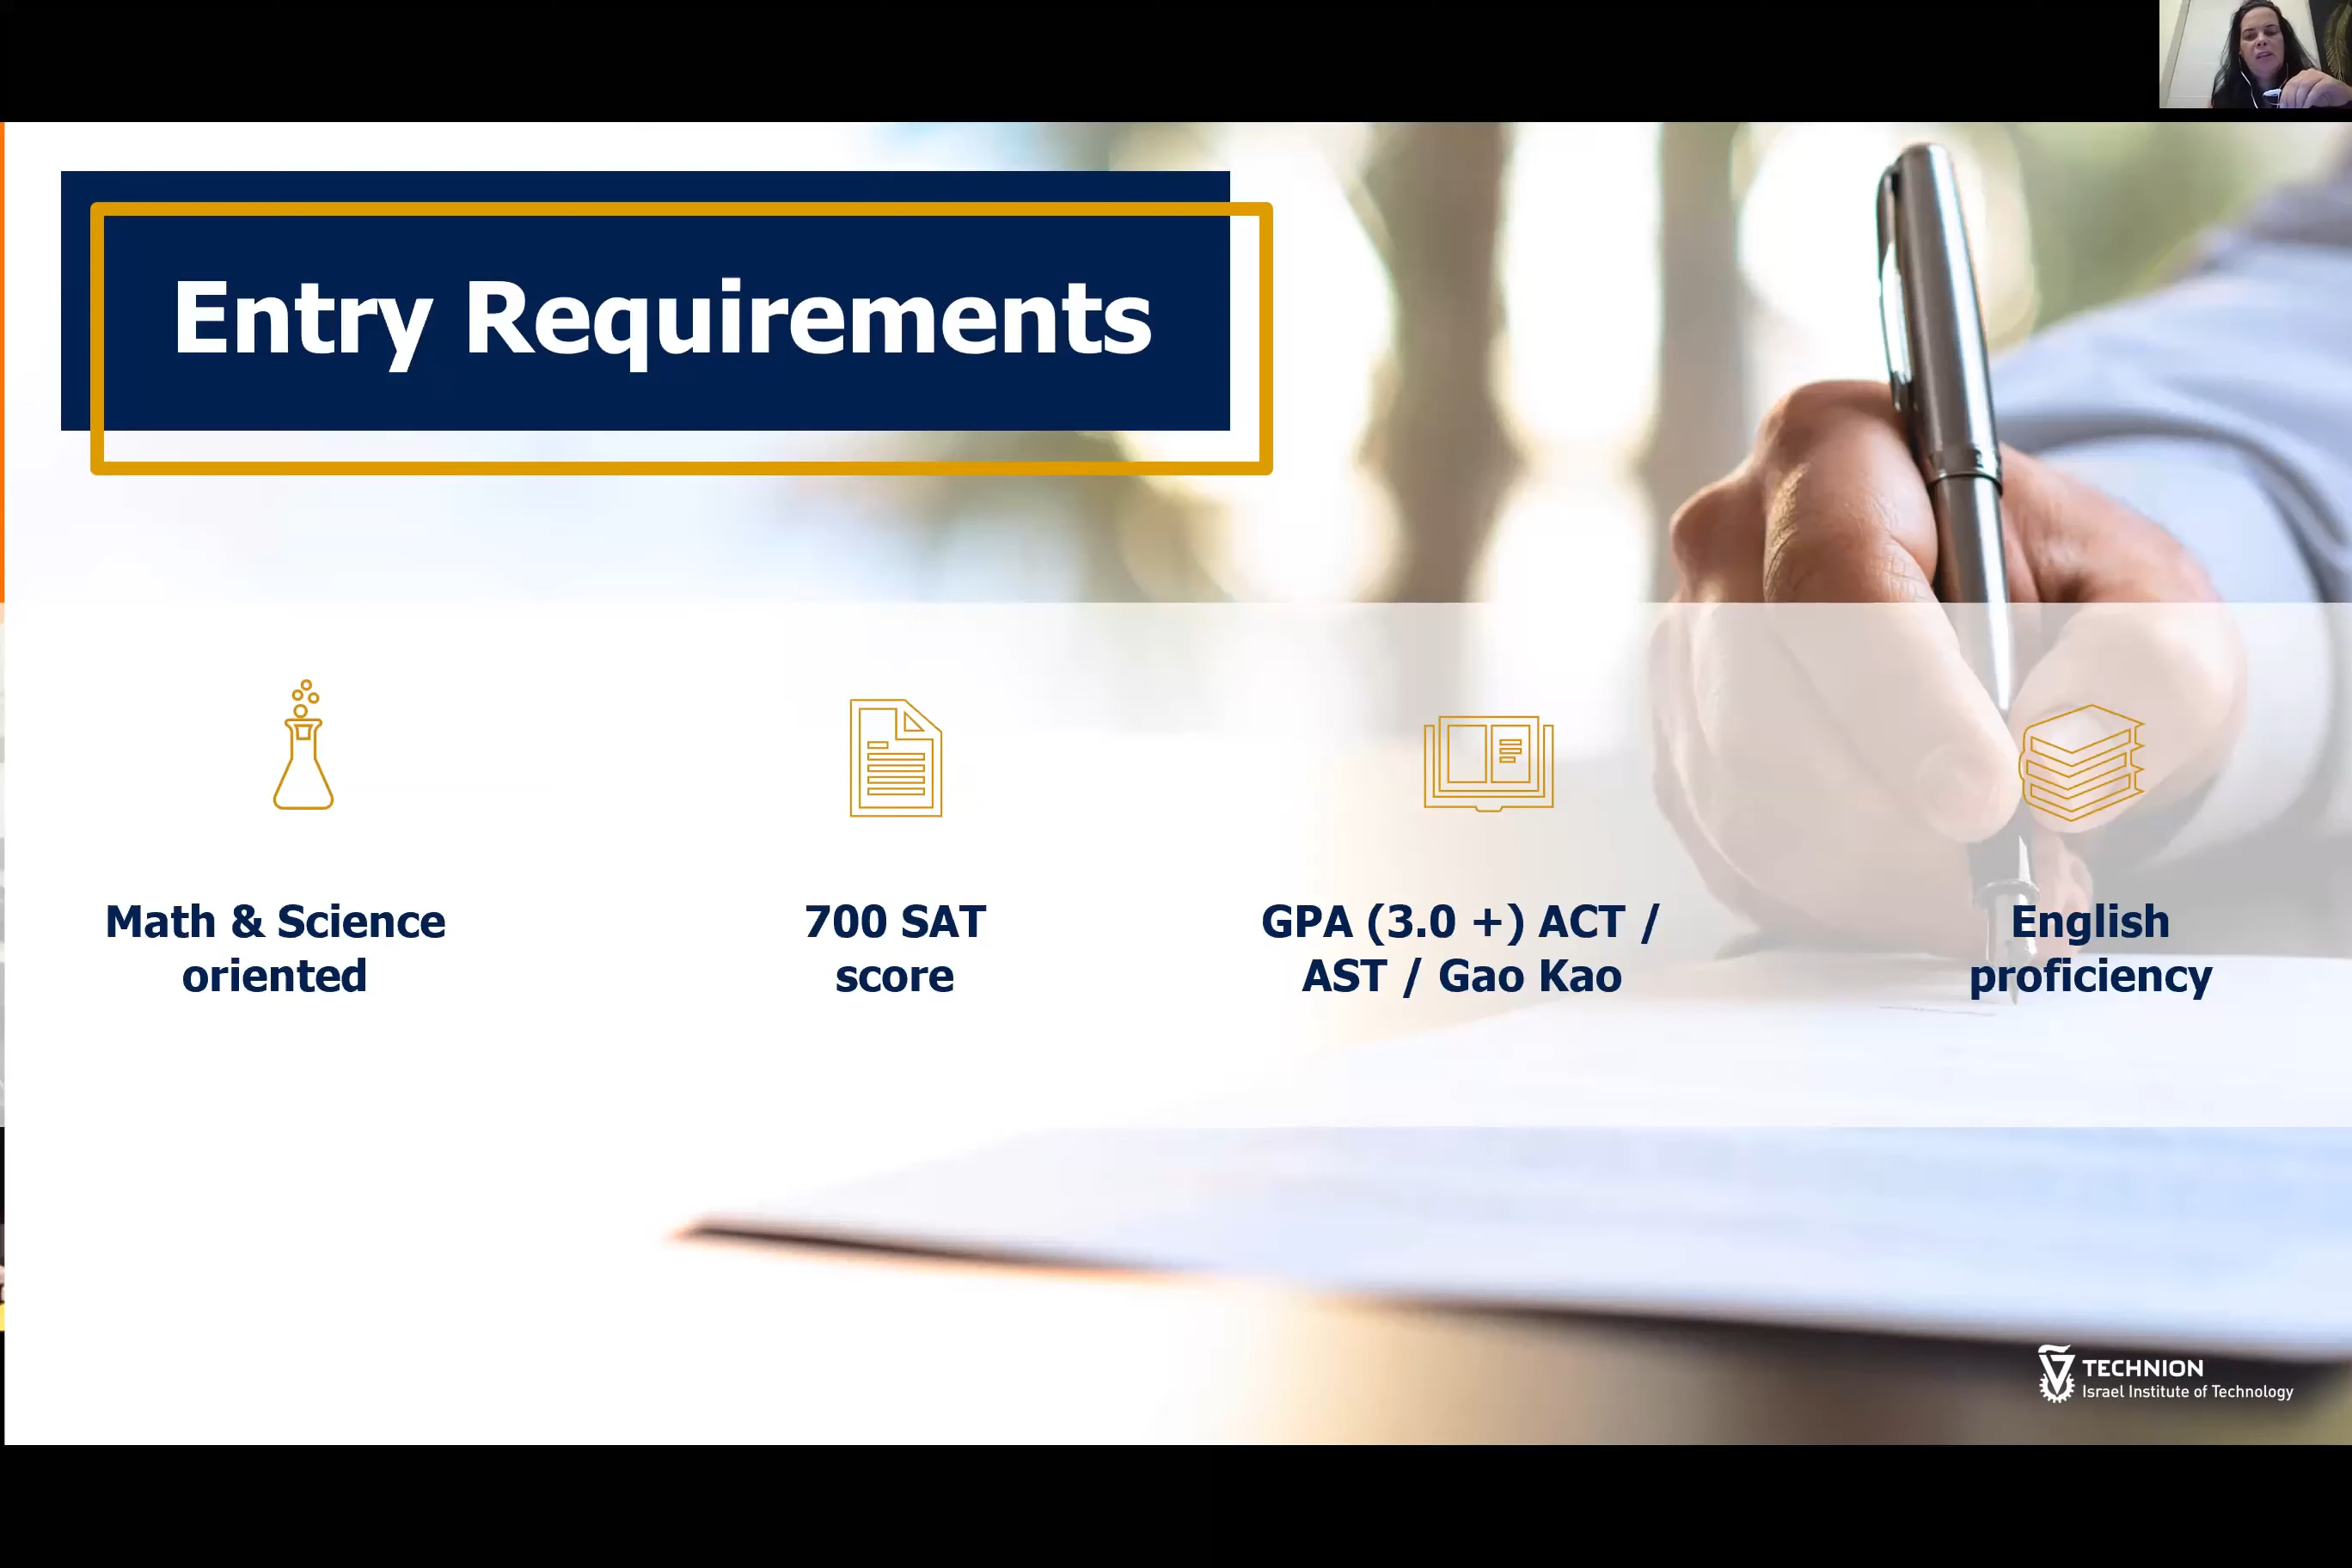 Entry Requirements
Math & Science
oriented
700 SAT
score
GPA (3.0 +) ACT /
AST / Gao Kao
English
proficiency
TECHNION
Israel Institute of Technology